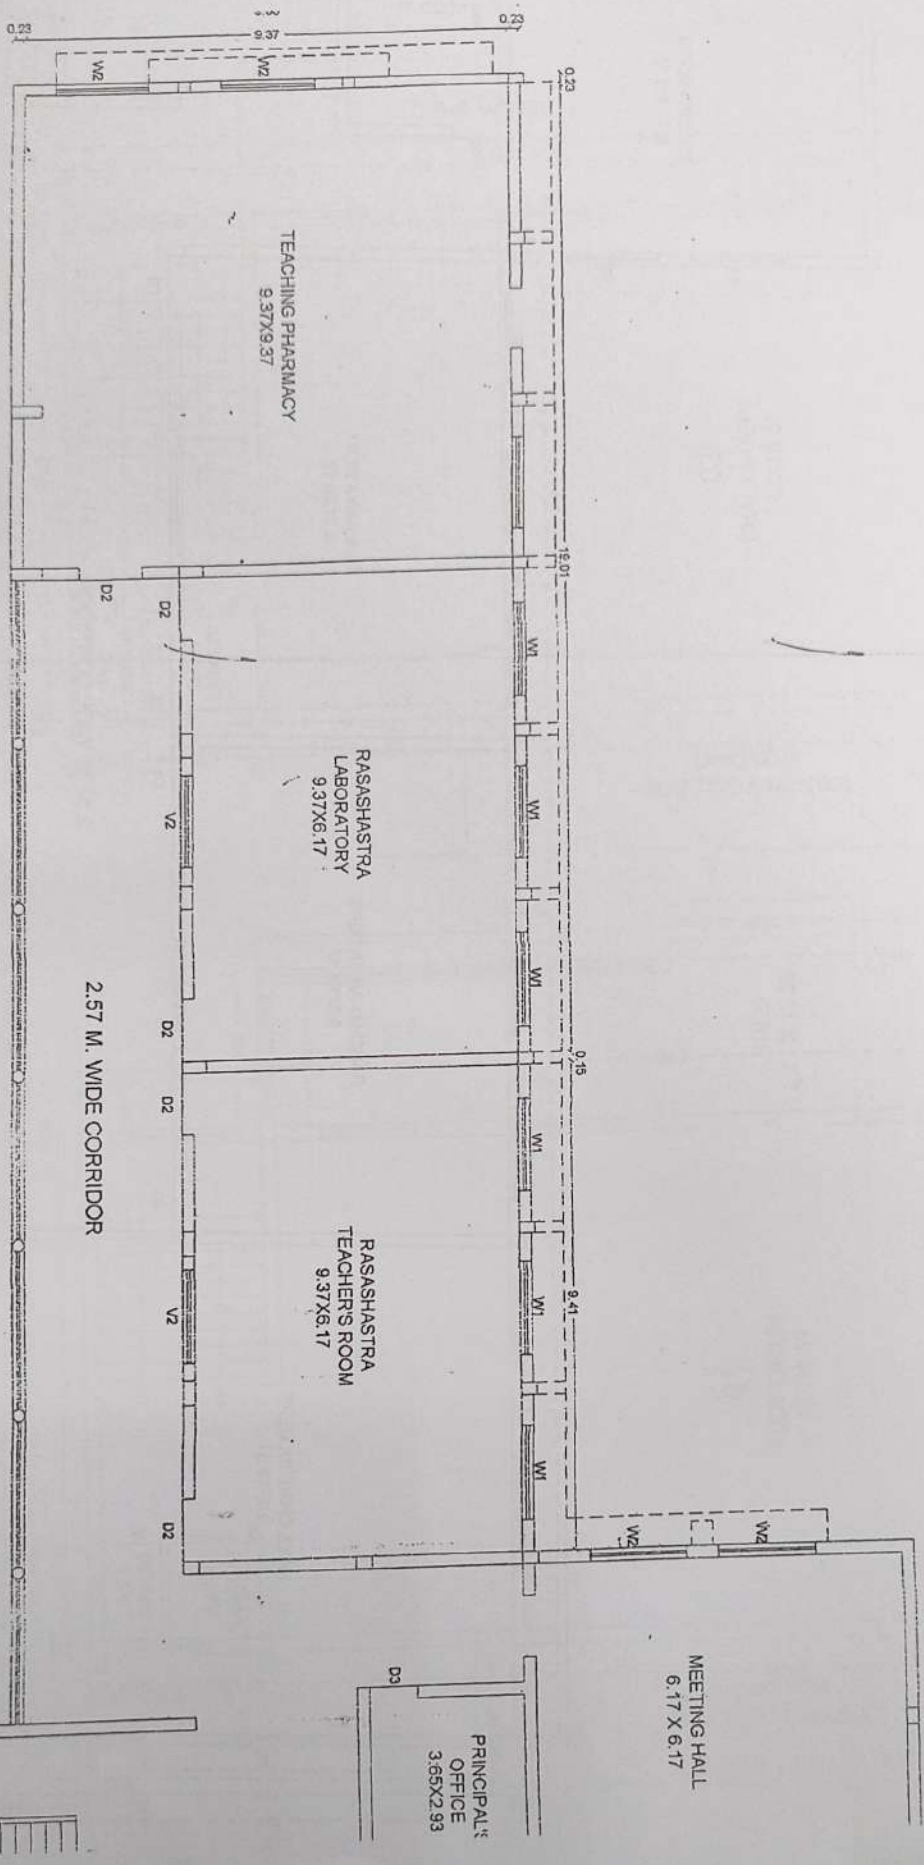 0.23
9.37
0.23
W2
W2
0.23
TEACHING PHARMACY
9.37X9.37
19.01
D2
D2
W1
W1
W1
RASASHASTRA
LABORATORY
9.37X6.17
V2
D2
0.15
D2
2.57 M. WIDE CORRIDOR
W1
W1
W1
9.41
RASASHASTRA
TEACHER'S ROOM
9.37X6.17
V2
D2
W2
W2
MEETING HALL
6.17 X 6.17
D3
PRINCIPAL'S
OFFICE
3.65X2.93